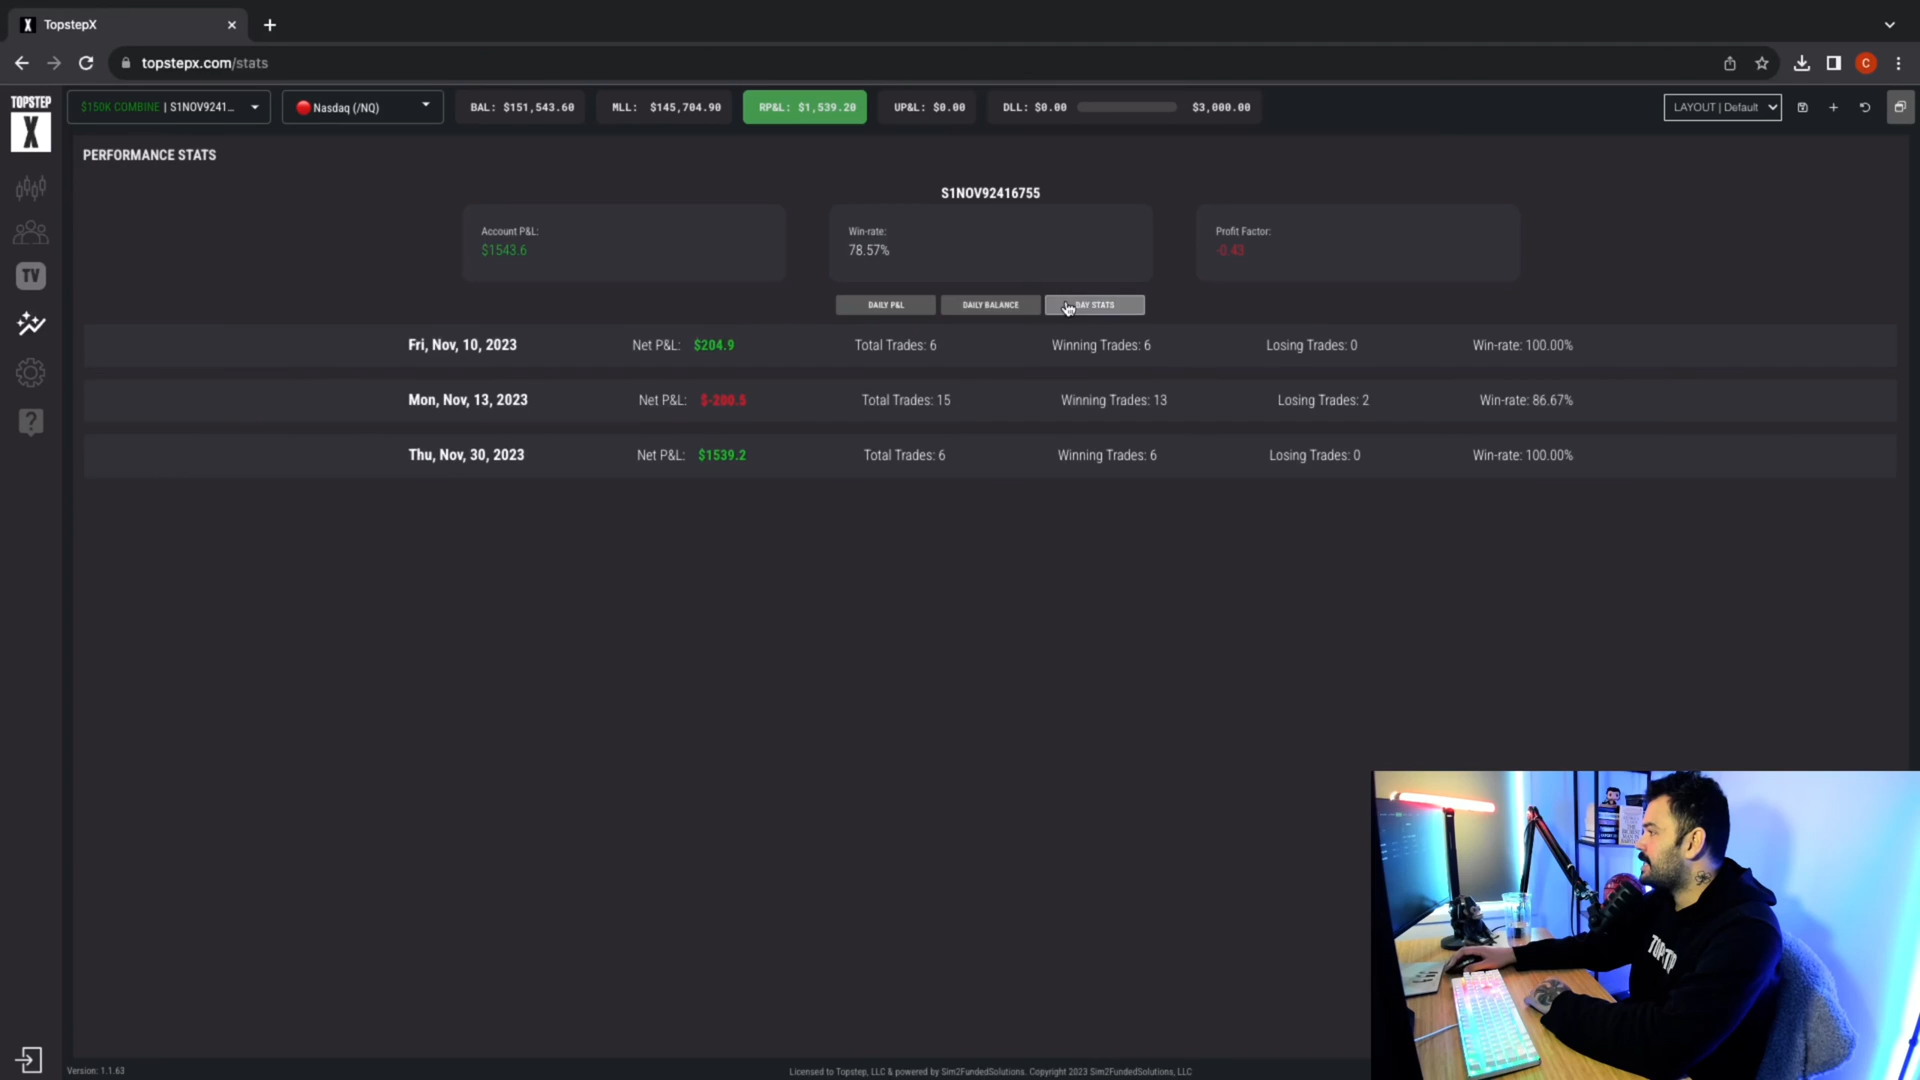 TopstepX
topstepx.com/stats
C
TOPSTEP
X
$150K COMBINE | S1NOV9241...
Nasdaq (/NQ)
BAL: $151,543.60
MLL: $145,704.90
RP&L: $1,539.20
UP&L: $0.00
DLL: $0.00
$3,000.00
LAYOUT | Default
PERFORMANCE STATS
S1NOV92416755
Account P&L:
$1543.6
Win-rate:
78.57%
Profit Factor:
-0.43
DAILY P&L
DAILY BALANCE
DAY STATS
TV
Fri, Nov, 10, 2023 Net P&L: $204.9 Total Trades: 6 Winning Trades: 6 Losing Trades: 0 Win-rate: 100.00%
Mon, Nov, 13, 2023 Net P&L: $-200.5 Total Trades: 15 Winning Trades: 13 Losing Trades: 2 Win-rate: 86.67%
Thu, Nov, 30, 2023 Net P&L: $1539.2 Total Trades: 6 Winning Trades: 6 Losing Trades: 0 Win-rate: 100.00%
Version: 1.1.63
Licensed to Topstep, LLC & powered by Sim2FundedSolutions. Copyright 2023 Sim2FundedSolutions, LLC